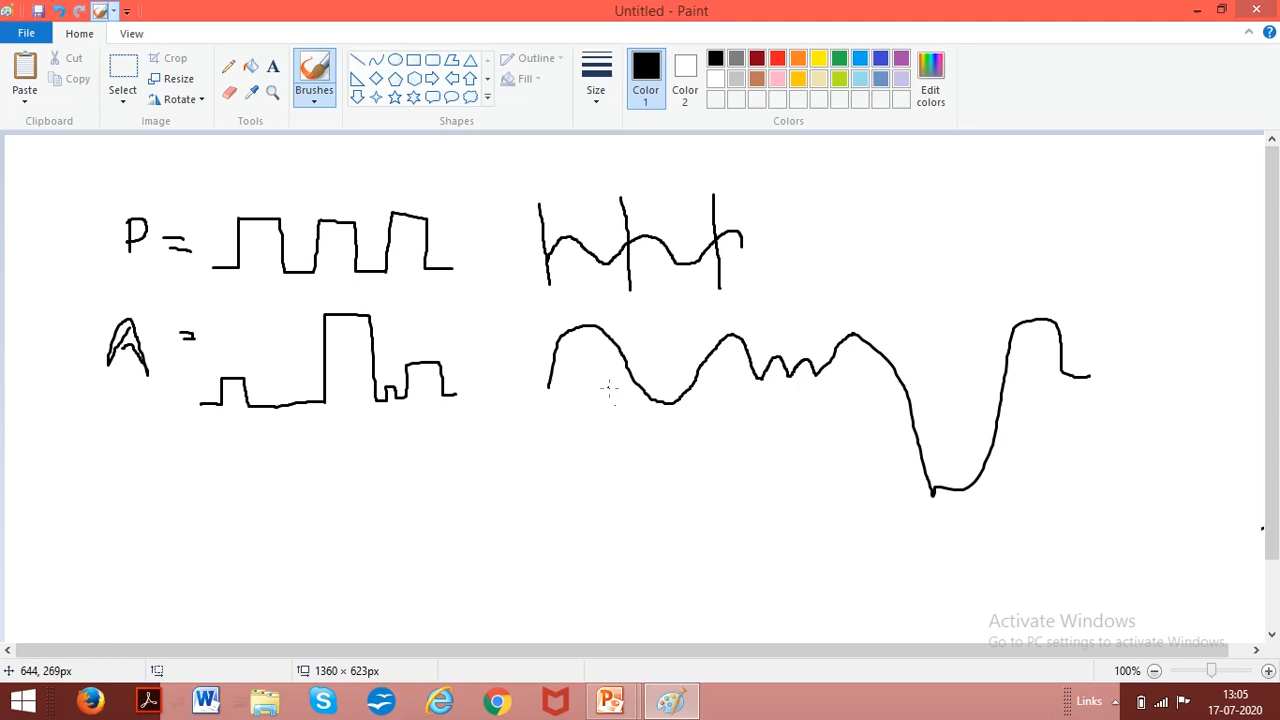 Untitled - Paint
File Home View
Paste Cut Copy Select Crop Resize Rotate Brushes Outline Fill Size Color 1 Color 2 Edit colors
Clipboard Image Tools Shapes Colors
P =
A =
Activate Windows
Go to PC settings to activate Windows.
644, 269px 1360 × 623px 100%
Links 13:05
17-07-2020